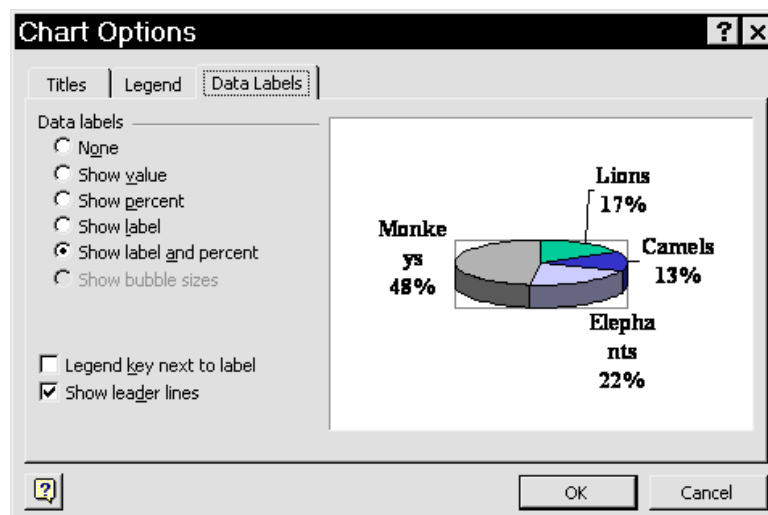 Chart Options
Titles
Legend
Data Labels
Data labels
None
Show value
Show percent
Show label
Show label and percent
Show bubble sizes
Legend key next to label
Show leader lines
Lions
17%
Monke
ys
48%
Camels
13%
Elepha
nts
22%
OK
Cancel